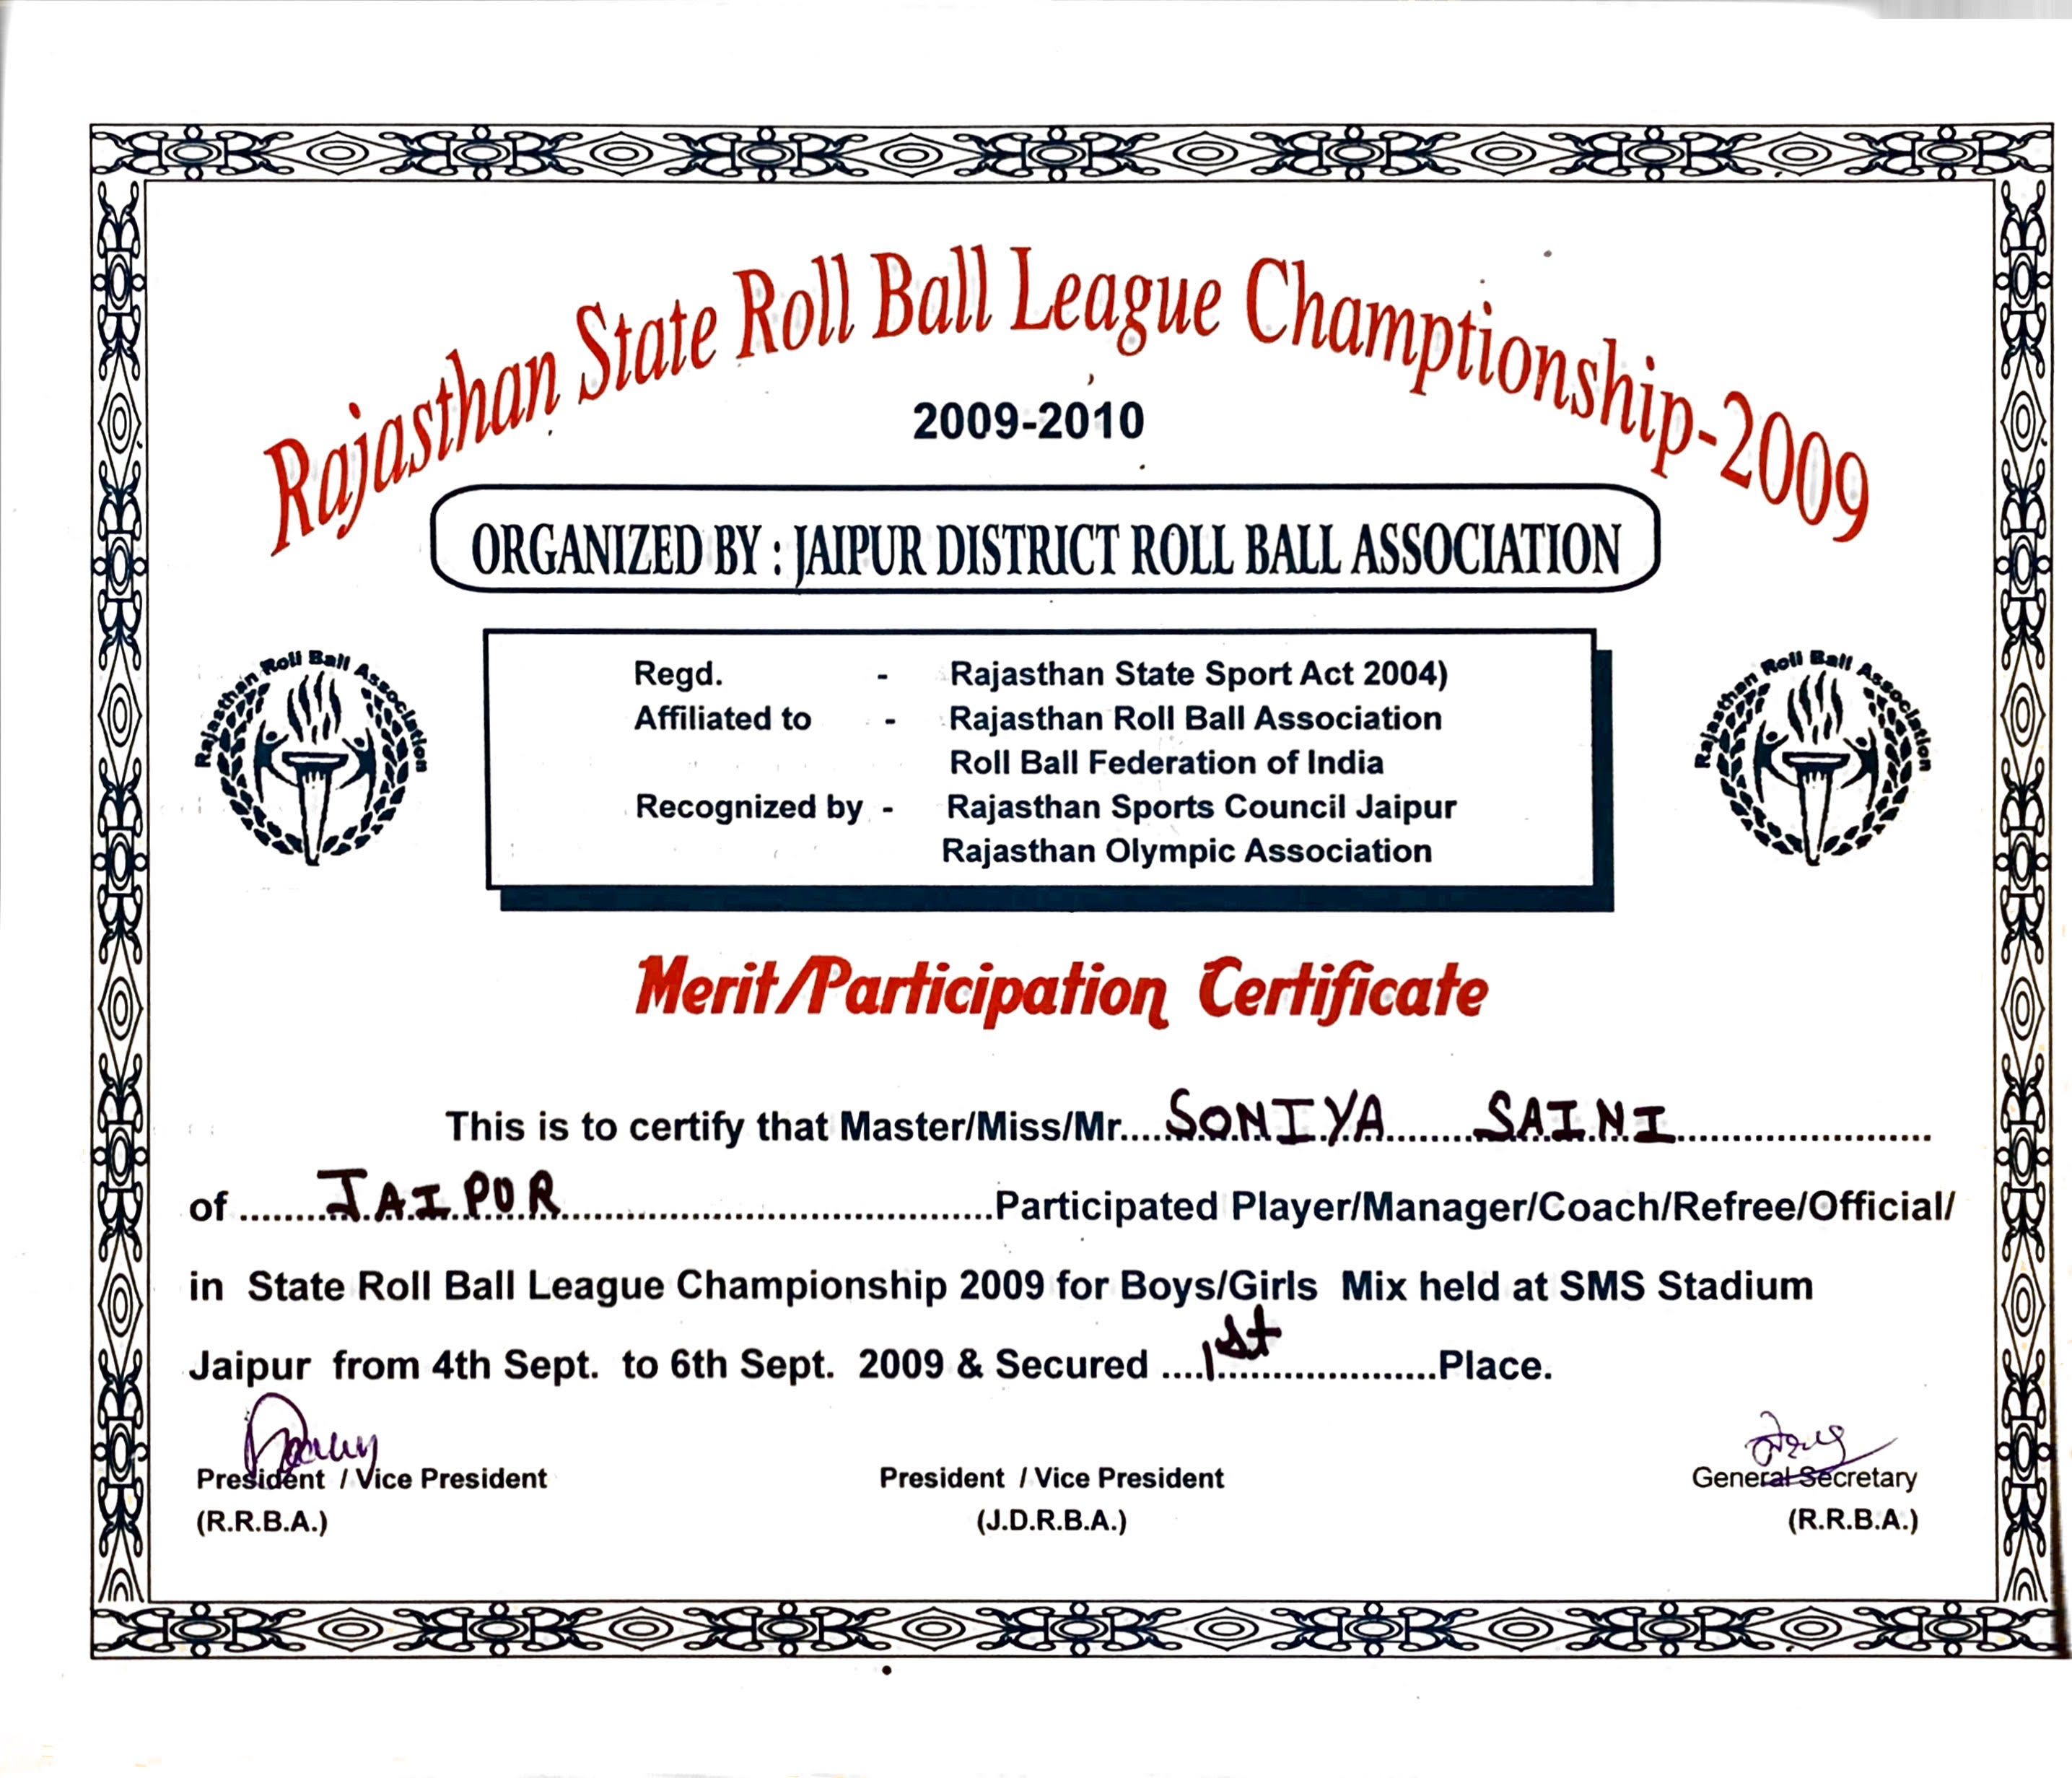 Rajasthan State Roll Ball League Champtionship-2009
2009-2010
ORGANIZED BY : JAIPUR DISTRICT ROLL BALL ASSOCIATION
Rajasthan Roll Ball Association
Rajasthan Roll Ball Association
Regd. - Rajasthan State Sport Act 2004)
Affiliated to - Rajasthan Roll Ball Association
Roll Ball Federation of India
Recognized by - Rajasthan Sports Council Jaipur
Rajasthan Olympic Association
Merit/Participation Certificate
This is to certify that Master/Miss/Mr.....SONIYA SAINI
of ........JAIPUR........Participated Player/Manager/Coach/Refree/Official/
in State Roll Ball League Championship 2009 for Boys/Girls Mix held at SMS Stadium
Jaipur from 4th Sept. to 6th Sept. 2009 & Secured ....1st....................Place.
President / Vice President President / Vice President General Secretary
(R.R.B.A.) (J.D.R.B.A.) (R.R.B.A.)